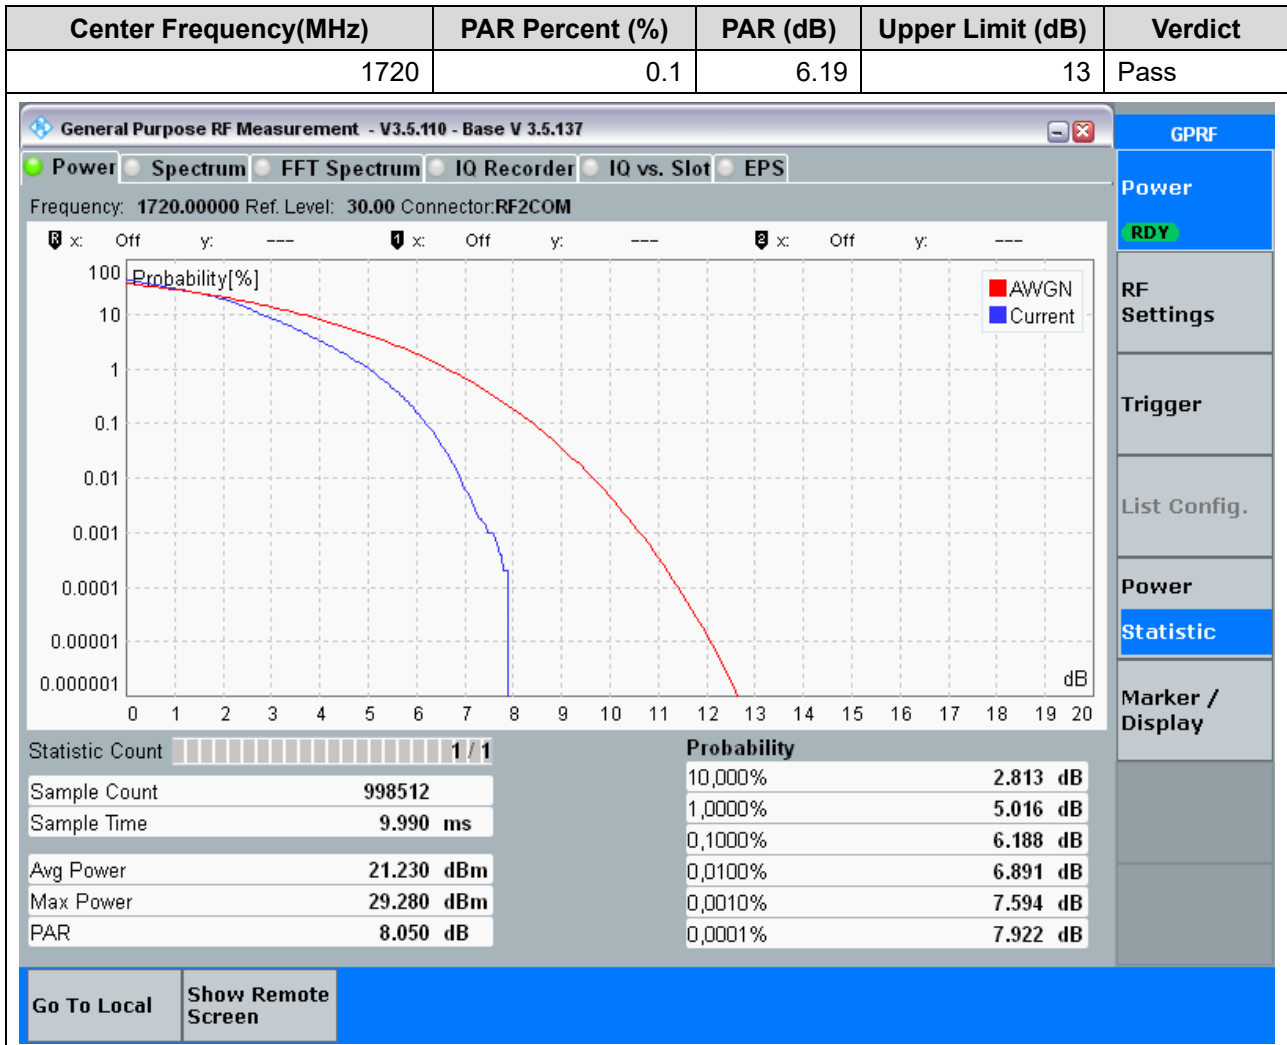 Center Frequency(MHz) PAR Percent (%) PAR (dB) Upper Limit (dB) Verdict
1720 0.1 6.19 13 Pass
General Purpose RF Measurement - V3.5.110 - Base V 3.5.137
GPRF
Power Spectrum FFT Spectrum IQ Recorder IQ vs. Slot EPS
Frequency: 1720.00000 Ref. Level: 30.00 Connector:RF2COM
R x: Off y: --- 1 x: Off y: --- 2 x: Off y: ---
Probability[%]
100
10
1
0.1
0.01
0.001
0.0001
0.00001
0.000001
AWGN
Current
dB
0 1 2 3 4 5 6 7 8 9 10 11 12 13 14 15 16 17 18 19 20
Statistic Count 1 / 1
Sample Count 998512
Sample Time 9.990 ms
Avg Power 21.230 dBm
Max Power 29.280 dBm
PAR 8.050 dB
Probability
10,000% 2.813 dB
1,0000% 5.016 dB
0,1000% 6.188 dB
0,0100% 6.891 dB
0,0010% 7.594 dB
0,0001% 7.922 dB
Power
RDY
RF
Settings
Trigger
List Config.
Power
Statistic
Marker /
Display
Go To Local
Show Remote
Screen